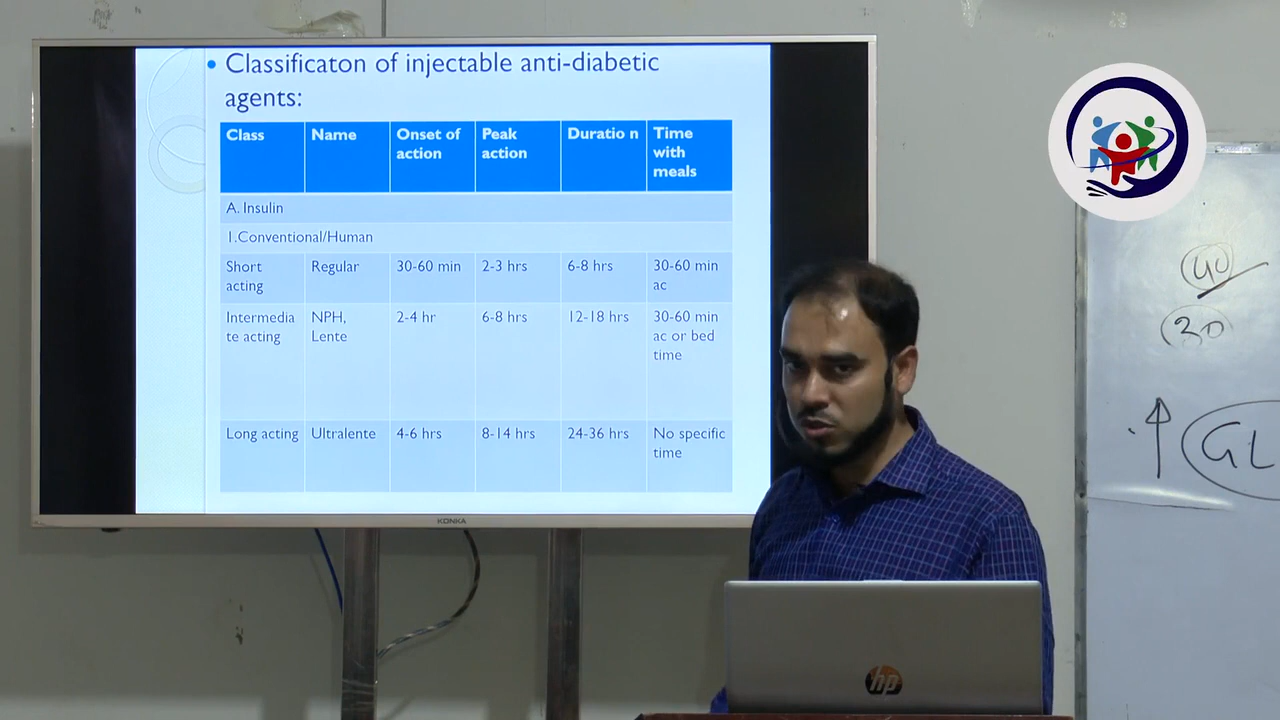 • Classificaton of injectable anti-diabetic
agents:
Class
Name
Onset of
action
Peak
action
Duratio n
Time
with
meals
A. Insulin
1.Conventional/Human
Short
acting
Regular
30-60 min
2-3 hrs
6-8 hrs
30-60 min
ac
Intermedia
te acting
NPH,
Lente
2-4 hr
6-8 hrs
12-18 hrs
30-60 min
ac or bed
time
Long acting
Ultralente
4-6 hrs
8-14 hrs
24-36 hrs
No specific
time
KONKA
hp
40
30
GL